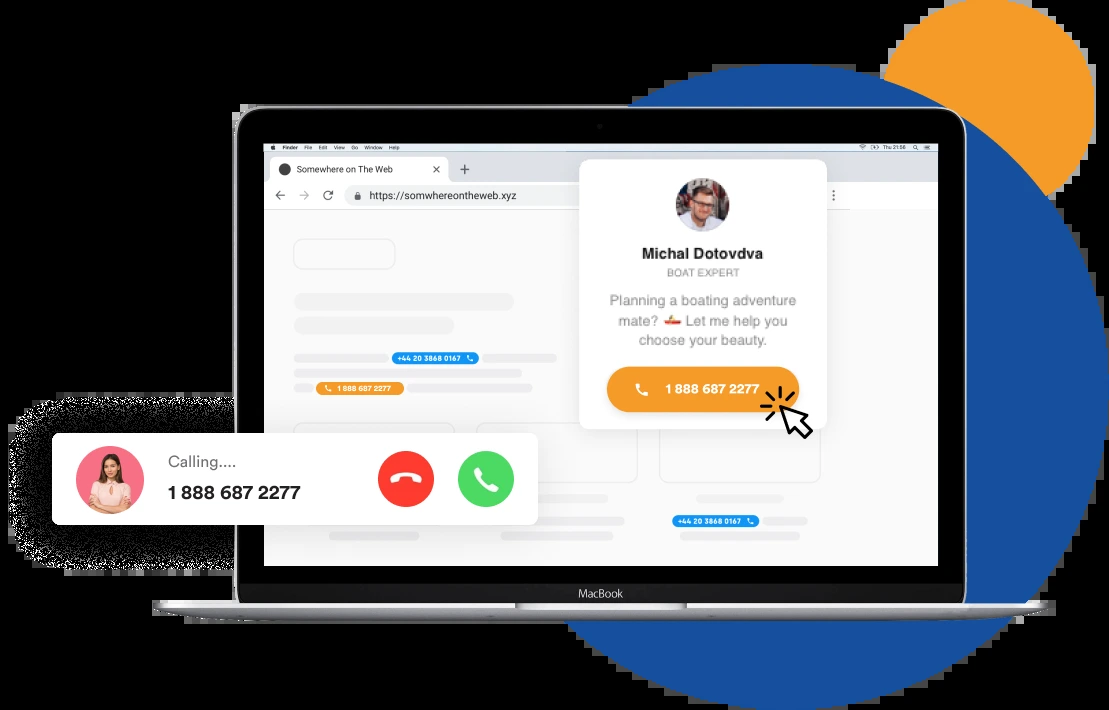 Finder File Edit View Go Window Help
Thu 21:56
Somewhere on The Web
https://somwhereontheweb.xyz
Michal Dotovdva
BOAT EXPERT
Planning a boating adventure
mate? 🚤 Let me help you
choose your beauty.
1 888 687 2277
+44 20 3868 0167
1 888 687 2277
Calling....
1 888 687 2277
+44 20 3868 0167
MacBook